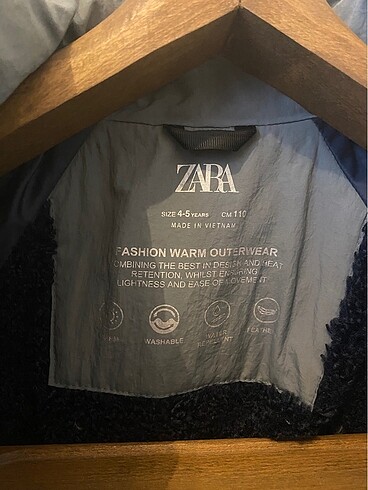 ZARA
SIZE 4-5 YEARS CM 110
MADE IN VIETNAM
FASHION WARM OUTERWEAR
COMBINING THE BEST IN DESIGN AND HEAT
RETENTION, WHILST ENSURING
LIGHTNESS AND EASE OF MOVEMENT
WASHABLE
WATER
REPELLENT